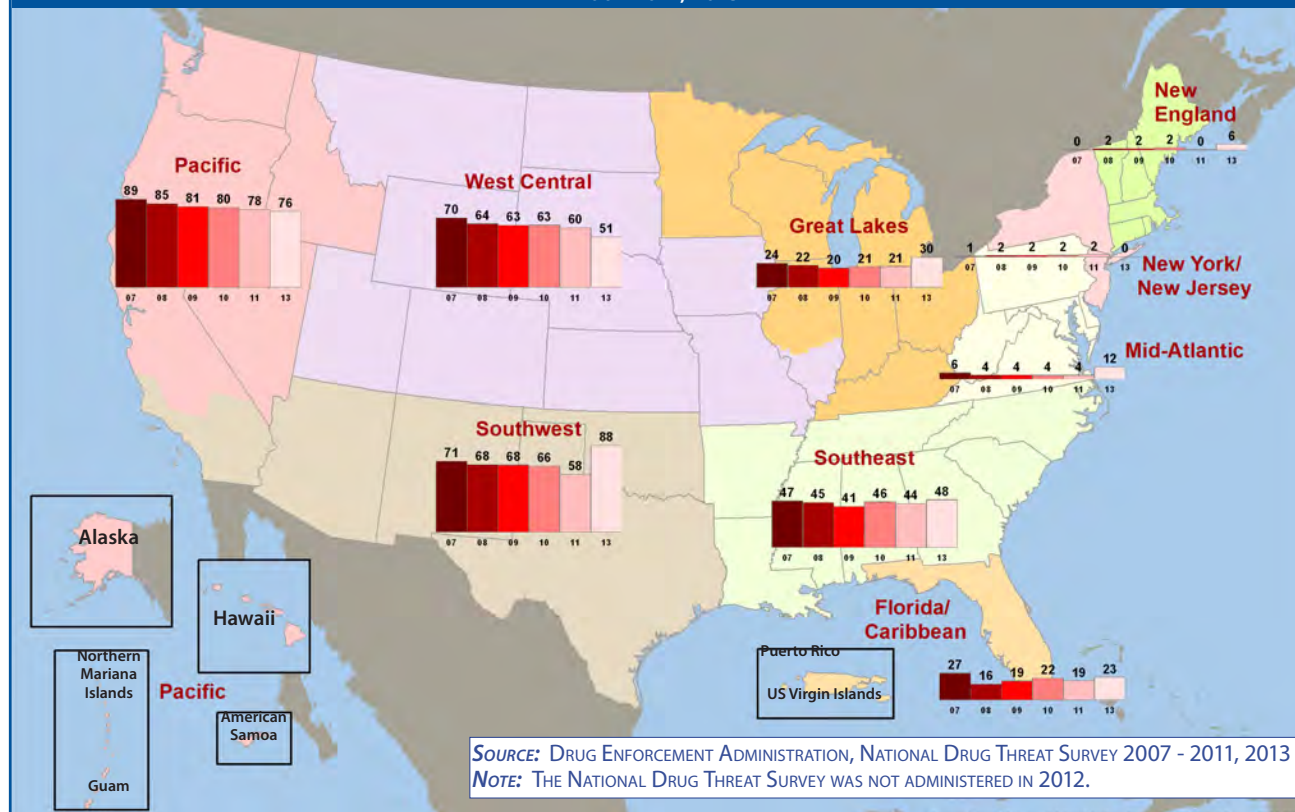 New
England
0 2 2 2 0 6
07 08 09 10 11 13
Pacific
89 85 81 80 78 76
07 08 09 10 11 13
West Central
70 64 63 63 60 51
07 08 09 10 11 13
Great Lakes
24 22 20 21 21 30
07 08 09 10 11 13
1 2 2 2 2 0
07 08 09 10 11 13
New York/
New Jersey
Mid-Atlantic
6 4 4 4 4 12
07 08 09 10 11 13
Southwest
71 68 68 66 58 88
07 08 09 10 11 13
Southeast
47 45 41 46 44 48
07 08 09 10 11 13
Alaska
Hawaii
Florida/
Caribbean
27 16 19 22 19 23
07 08 09 10 11 13
Puerto Rico
US Virgin Islands
Northern
Mariana
Islands
Pacific
American
Samoa
Guam
SOURCE: DRUG ENFORCEMENT ADMINISTRATION, NATIONAL DRUG THREAT SURVEY 2007 - 2011, 2013
NOTE: THE NATIONAL DRUG THREAT SURVEY WAS NOT ADMINISTERED IN 2012.